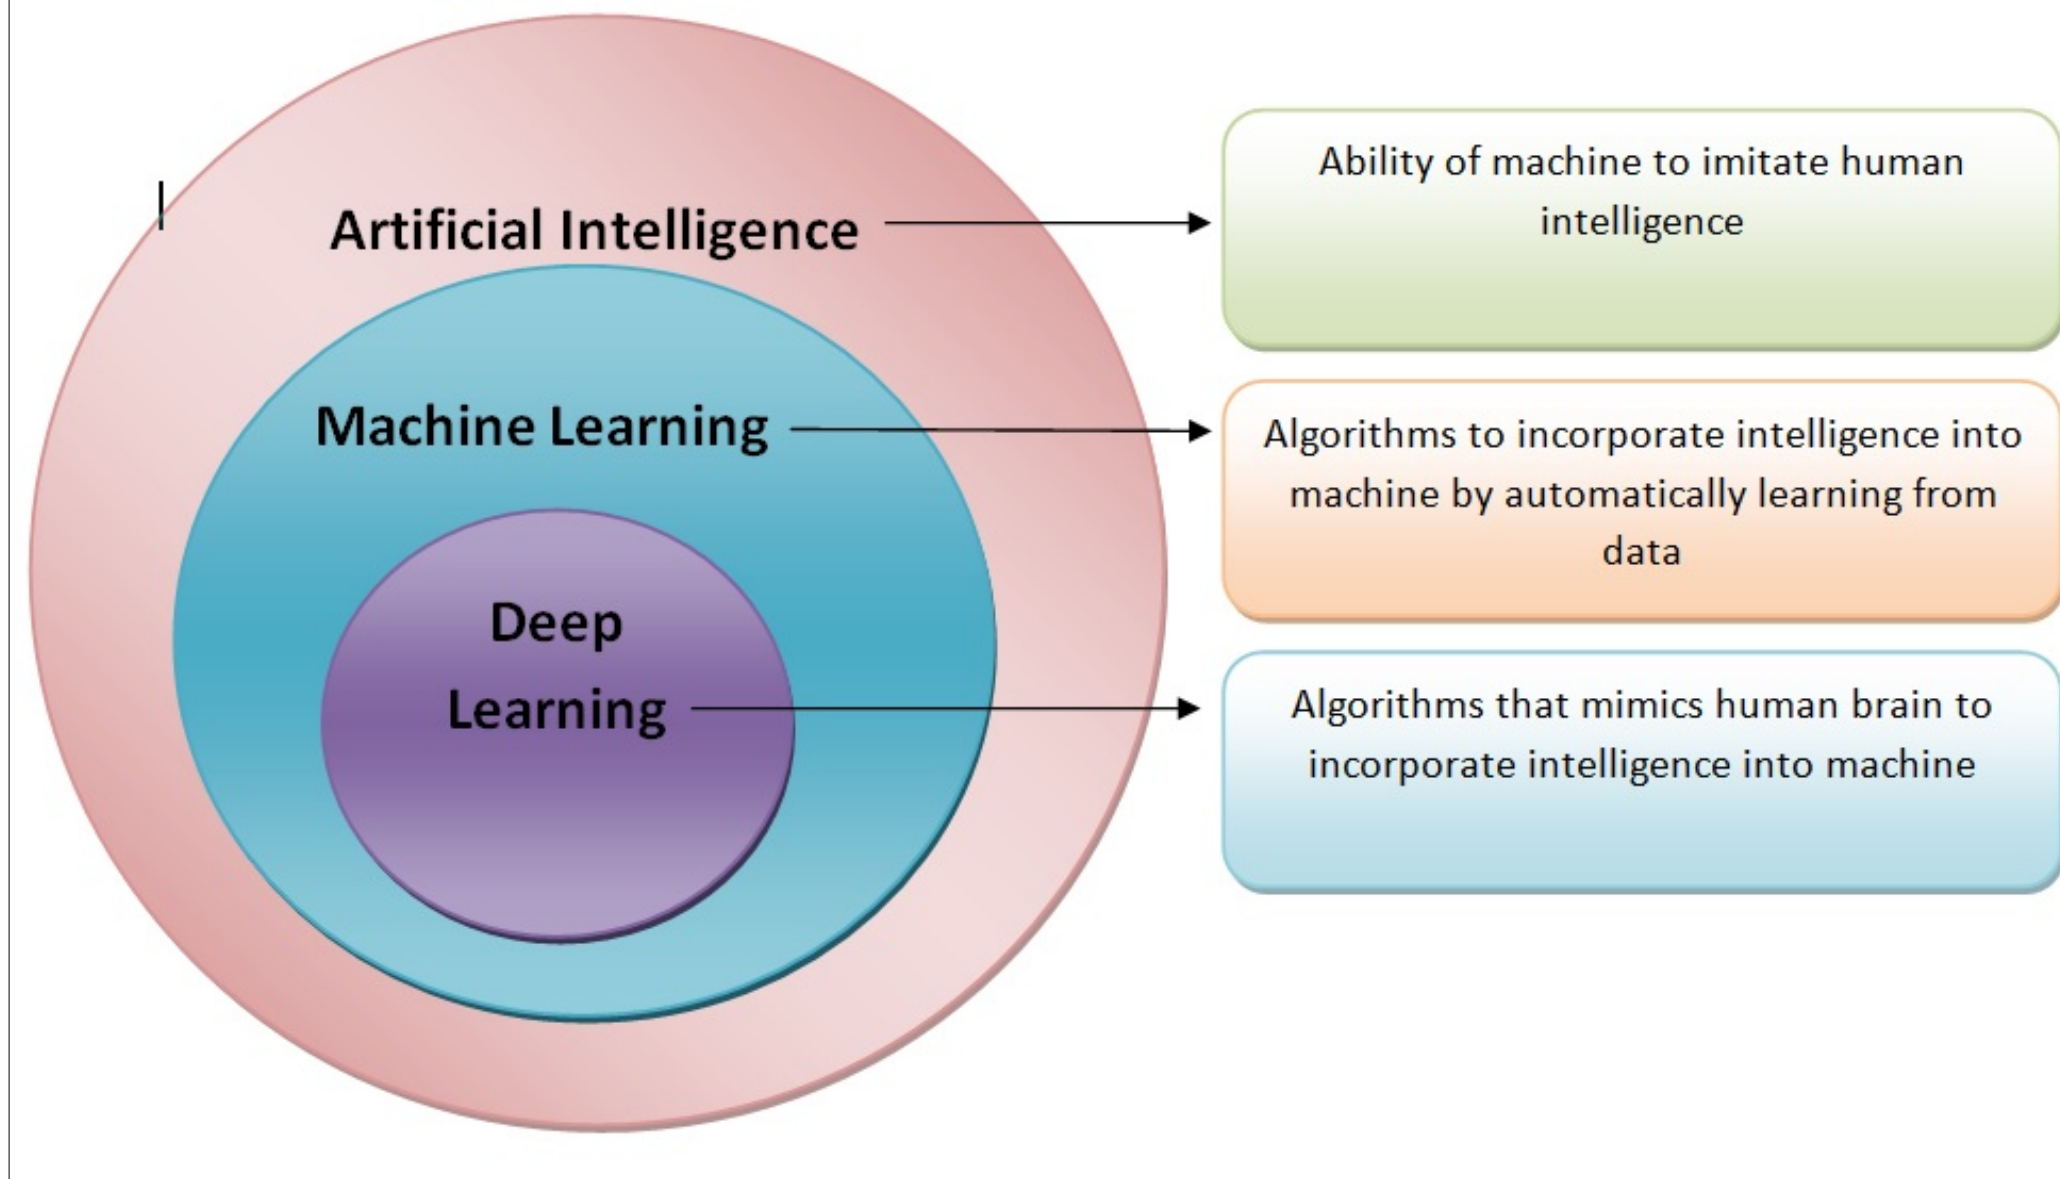 Artificial Intelligence
Ability of machine to imitate human
intelligence
Machine Learning
Algorithms to incorporate intelligence into
machine by automatically learning from
data
Deep
Learning
Algorithms that mimics human brain to
incorporate intelligence into machine